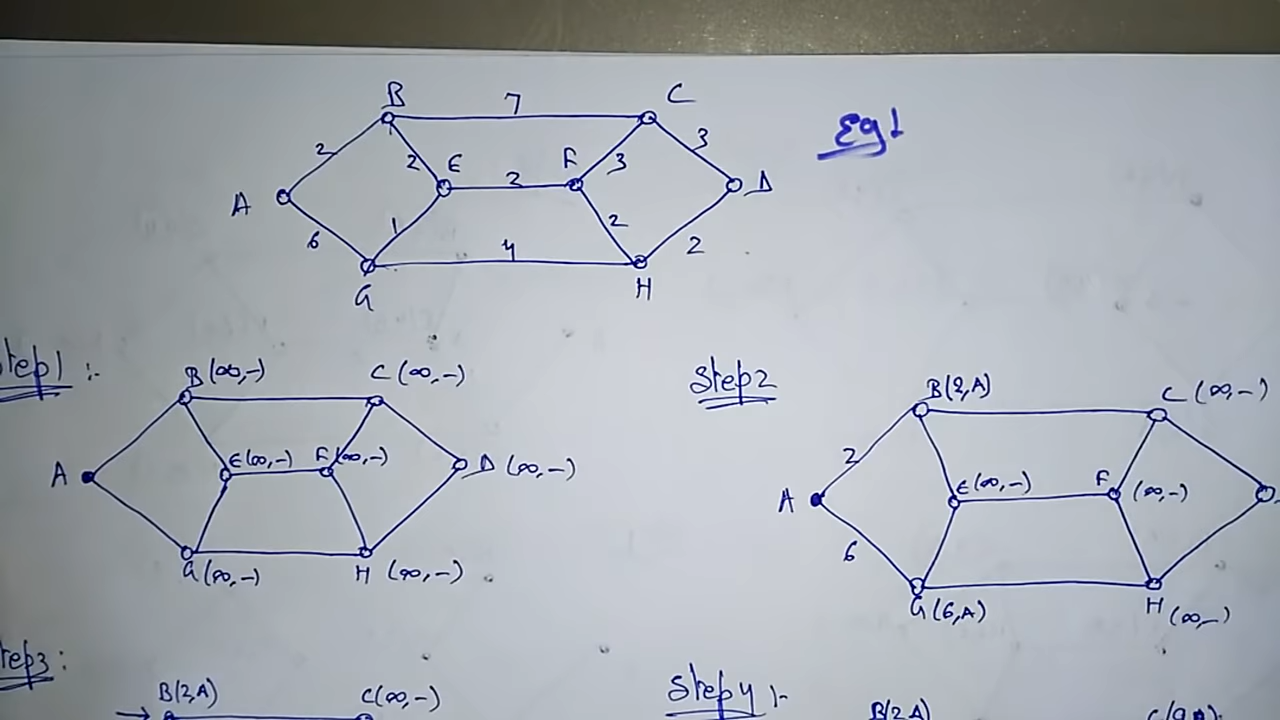 B 7 C
Eg1
2 2 E F 3 3
A 2 D
6 1 2 2
4
G H
Step1 :-
B(∞,-) C (∞,-)
A E(∞,-) F(∞,-) D (∞,-)
G(∞,-) H (∞,-)
Step2
B(2,A) C (∞,-)
2
A E(∞,-) F (∞,-)
6
G(6,A) H (∞,-)
Step3 :
B(2,A) C(∞,-)
Step4 :-
B(2,A) C(9,A)